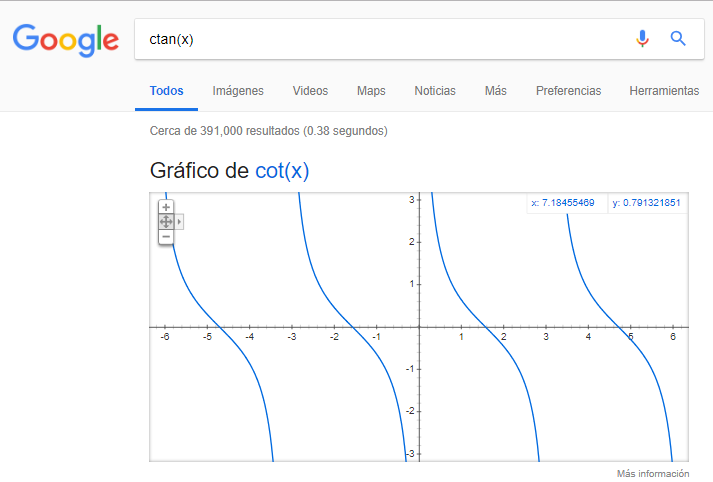 Google
ctan(x)
Todos Imágenes Videos Maps Noticias Más Preferencias Herramientas
Cerca de 391,000 resultados (0.38 segundos)
Gráfico de cot(x)
x: 7.18455469 y: 0.791321851
3
2
1
-6 -5 -4 -3 -2 -1 1 2 3 4 5 6
-1
-2
-3
Más información